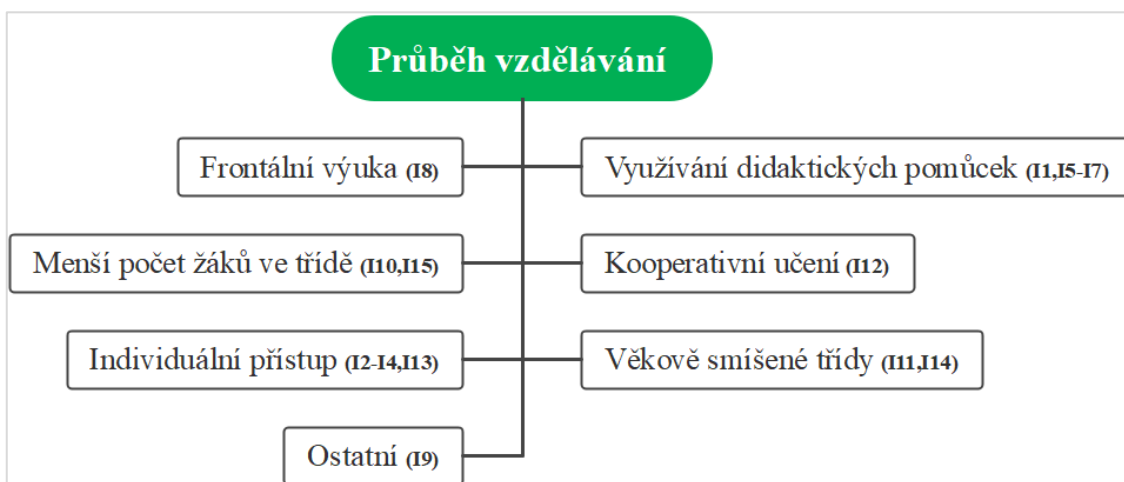 Průběh vzdělávání
Frontální výuka (I8)
Využívání didaktických pomůcek (I1,I5-I7)
Menší počet žáků ve třídě (I10,I15)
Kooperativní učení (I12)
Individuální přístup (I2-I4,I13)
Věkově smíšené třídy (I11,I14)
Ostatní (I9)